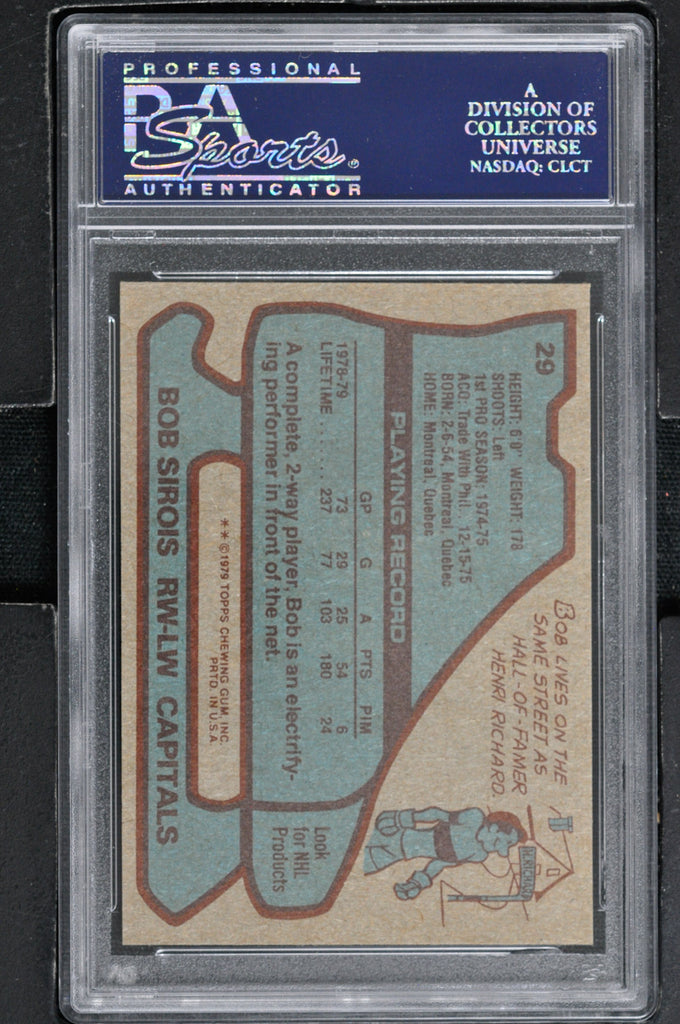 PROFESSIONAL
PSA
Sports
AUTHENTICATOR
A
DIVISION OF
COLLECTORS
UNIVERSE
NASDAQ: CLCT
29
HEIGHT: 6'0" WEIGHT: 178
SHOOTS: Left
1st PRO SEASON: 1974-75
ACQ: Trade With Phil. 12-15-75
BORN: 2-6-54, Montreal, Quebec
HOME: Montreal, Quebec
BOB LIVES ON THE
SAME STREET AS
HALL-OF-FAMER
HENRI RICHARD.
H. RICHARD
PLAYING RECORD
GP G A PTS PIM
1978-79 73 29 25 54 6
LIFETIME ...... 237 77 103 180 24
A complete, 2-way player, Bob is an electrify-
ing performer in front of the net.
Look
for NHL
Products
**©1979 TOPPS CHEWING GUM INC.
PRTD. IN U.S.A.
BOB SIROIS RW-LW CAPITALS